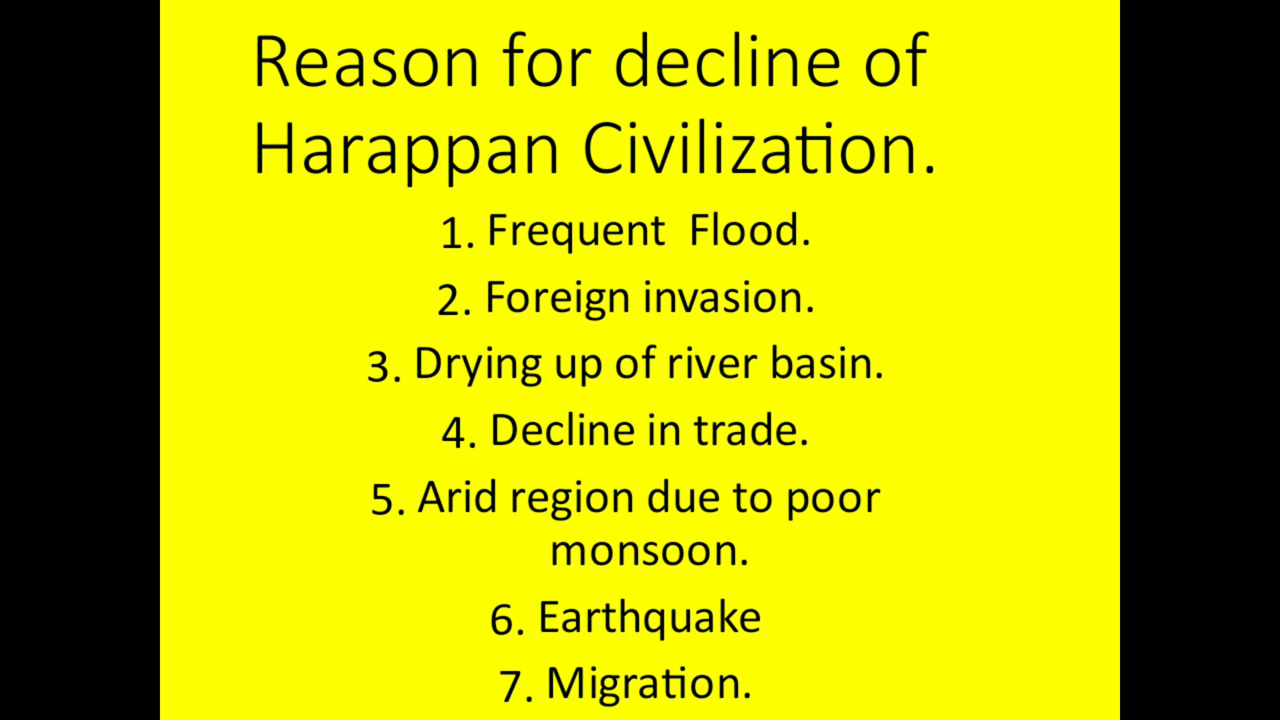 Reason for decline of
Harappan Civilization.
1. Frequent  Flood.
2. Foreign invasion.
3. Drying up of river basin.
4. Decline in trade.
5. Arid region due to poor
monsoon.
6. Earthquake
7. Migration.